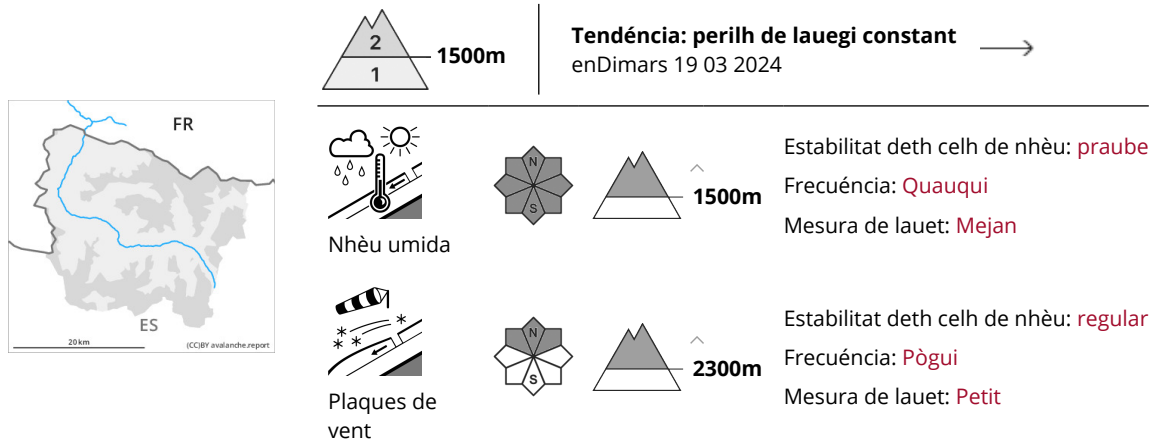 2
1
1500m
Tendéncia: perilh de lauegi constant
enDimars 19 03 2024
FR
ES
20 km
(CC)BY avalanche.report
Nhèu umida
N
S
1500m
Estabilitat deth celh de nhèu: praube
Frecuéncia: Quauqui
Mesura de lauet: Mejan
Plaques de
vent
N
S
2300m
Estabilitat deth celh de nhèu: regular
Frecuéncia: Pògui
Mesura de lauet: Petit